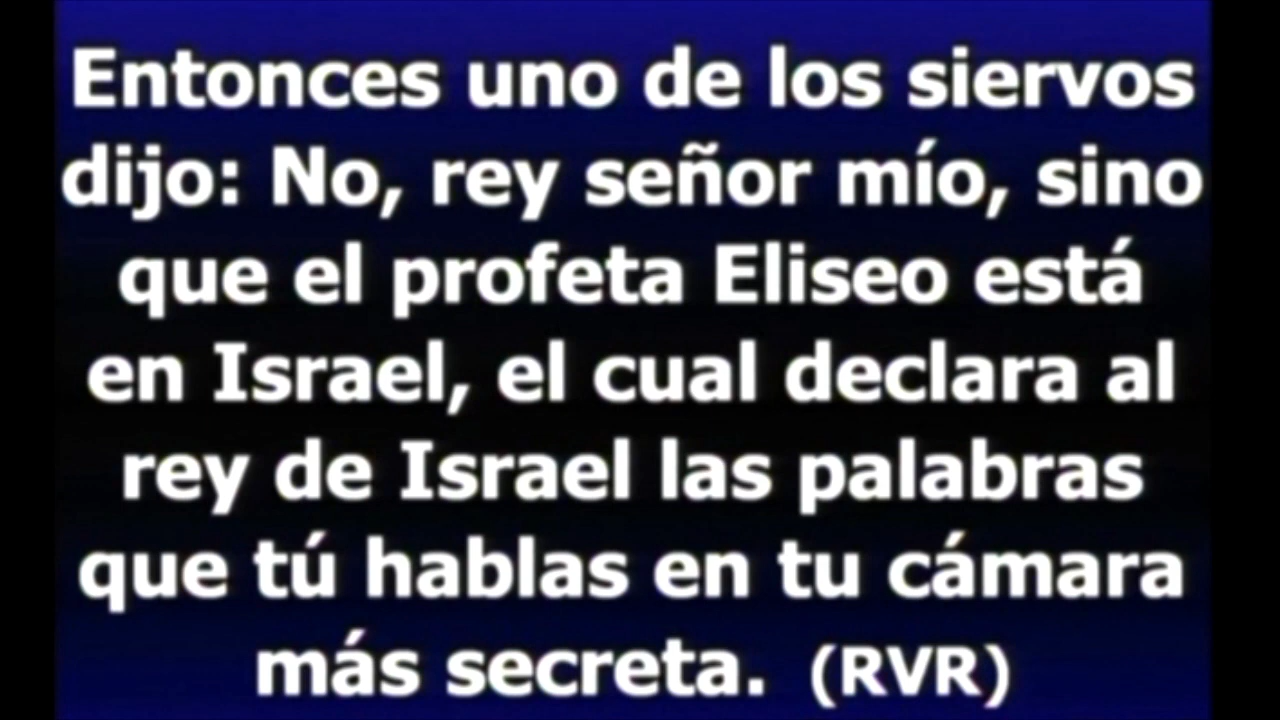 Entonces uno de los siervos
dijo: No, rey señor mío, sino
que el profeta Eliseo está
en Israel, el cual declara al
rey de Israel las palabras
que tú hablas en tu cámara
más secreta. (RVR)